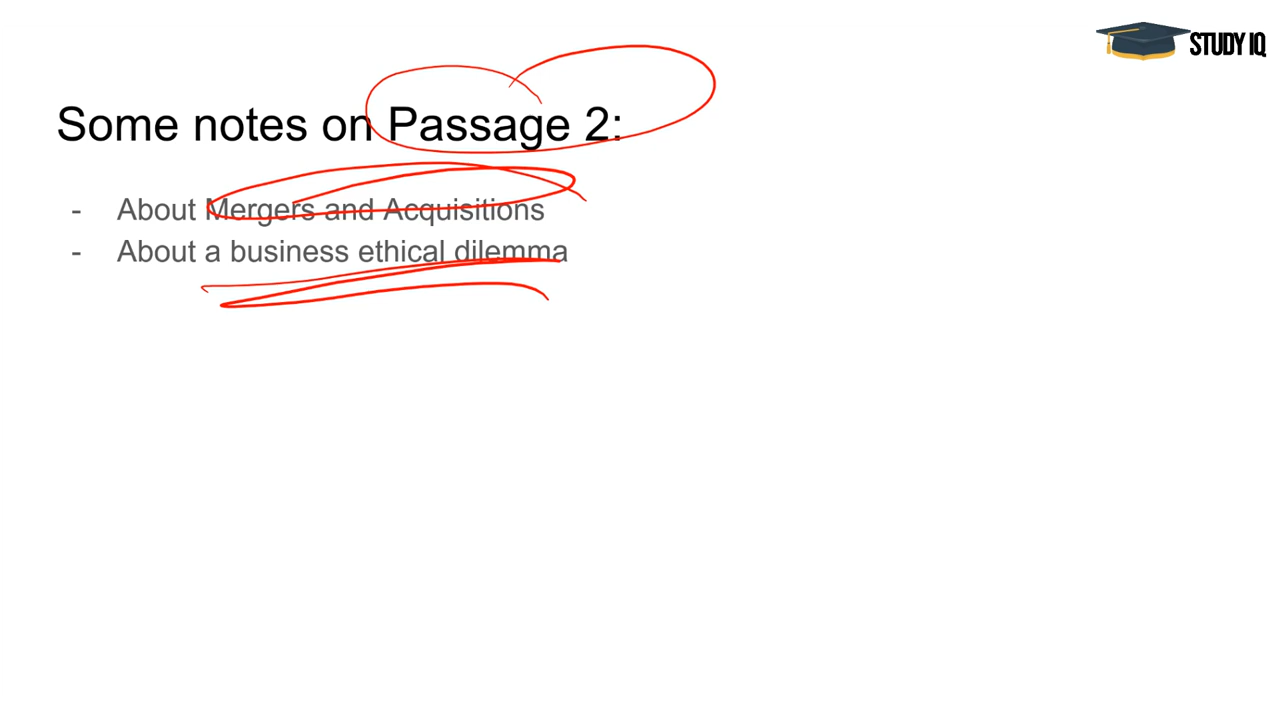 STUDY IQ
Some notes on Passage 2:
- About Mergers and Acquisitions
- About a business ethical dilemma